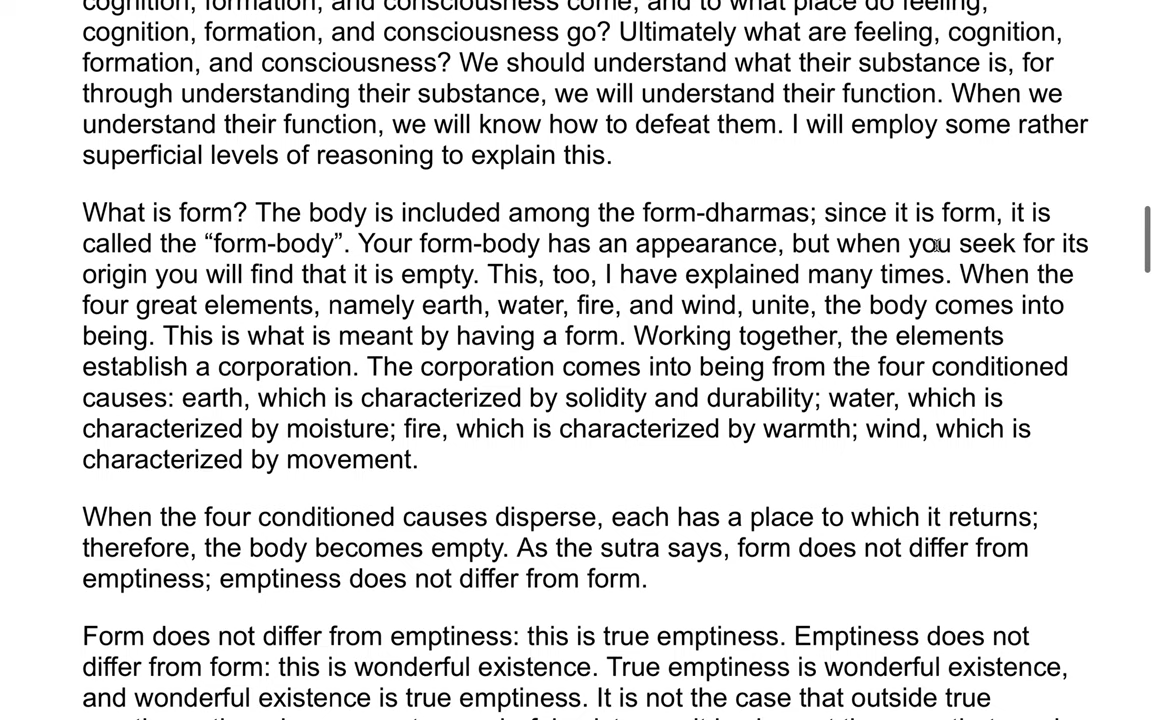 cognition, formation, and consciousness come, and to what place do feeling,
cognition, formation, and consciousness go? Ultimately what are feeling, cognition,
formation, and consciousness? We should understand what their substance is, for
through understanding their substance, we will understand their function. When we
understand their function, we will know how to defeat them. I will employ some rather
superficial levels of reasoning to explain this.
What is form? The body is included among the form-dharmas; since it is form, it is
called the “form-body”. Your form-body has an appearance, but when you seek for its
origin you will find that it is empty. This, too, I have explained many times. When the
four great elements, namely earth, water, fire, and wind, unite, the body comes into
being. This is what is meant by having a form. Working together, the elements
establish a corporation. The corporation comes into being from the four conditioned
causes: earth, which is characterized by solidity and durability; water, which is
characterized by moisture; fire, which is characterized by warmth; wind, which is
characterized by movement.
When the four conditioned causes disperse, each has a place to which it returns;
therefore, the body becomes empty. As the sutra says, form does not differ from
emptiness; emptiness does not differ from form.
Form does not differ from emptiness: this is true emptiness. Emptiness does not
differ from form: this is wonderful existence. True emptiness is wonderful existence,
and wonderful existence is true emptiness. It is not the case that outside true